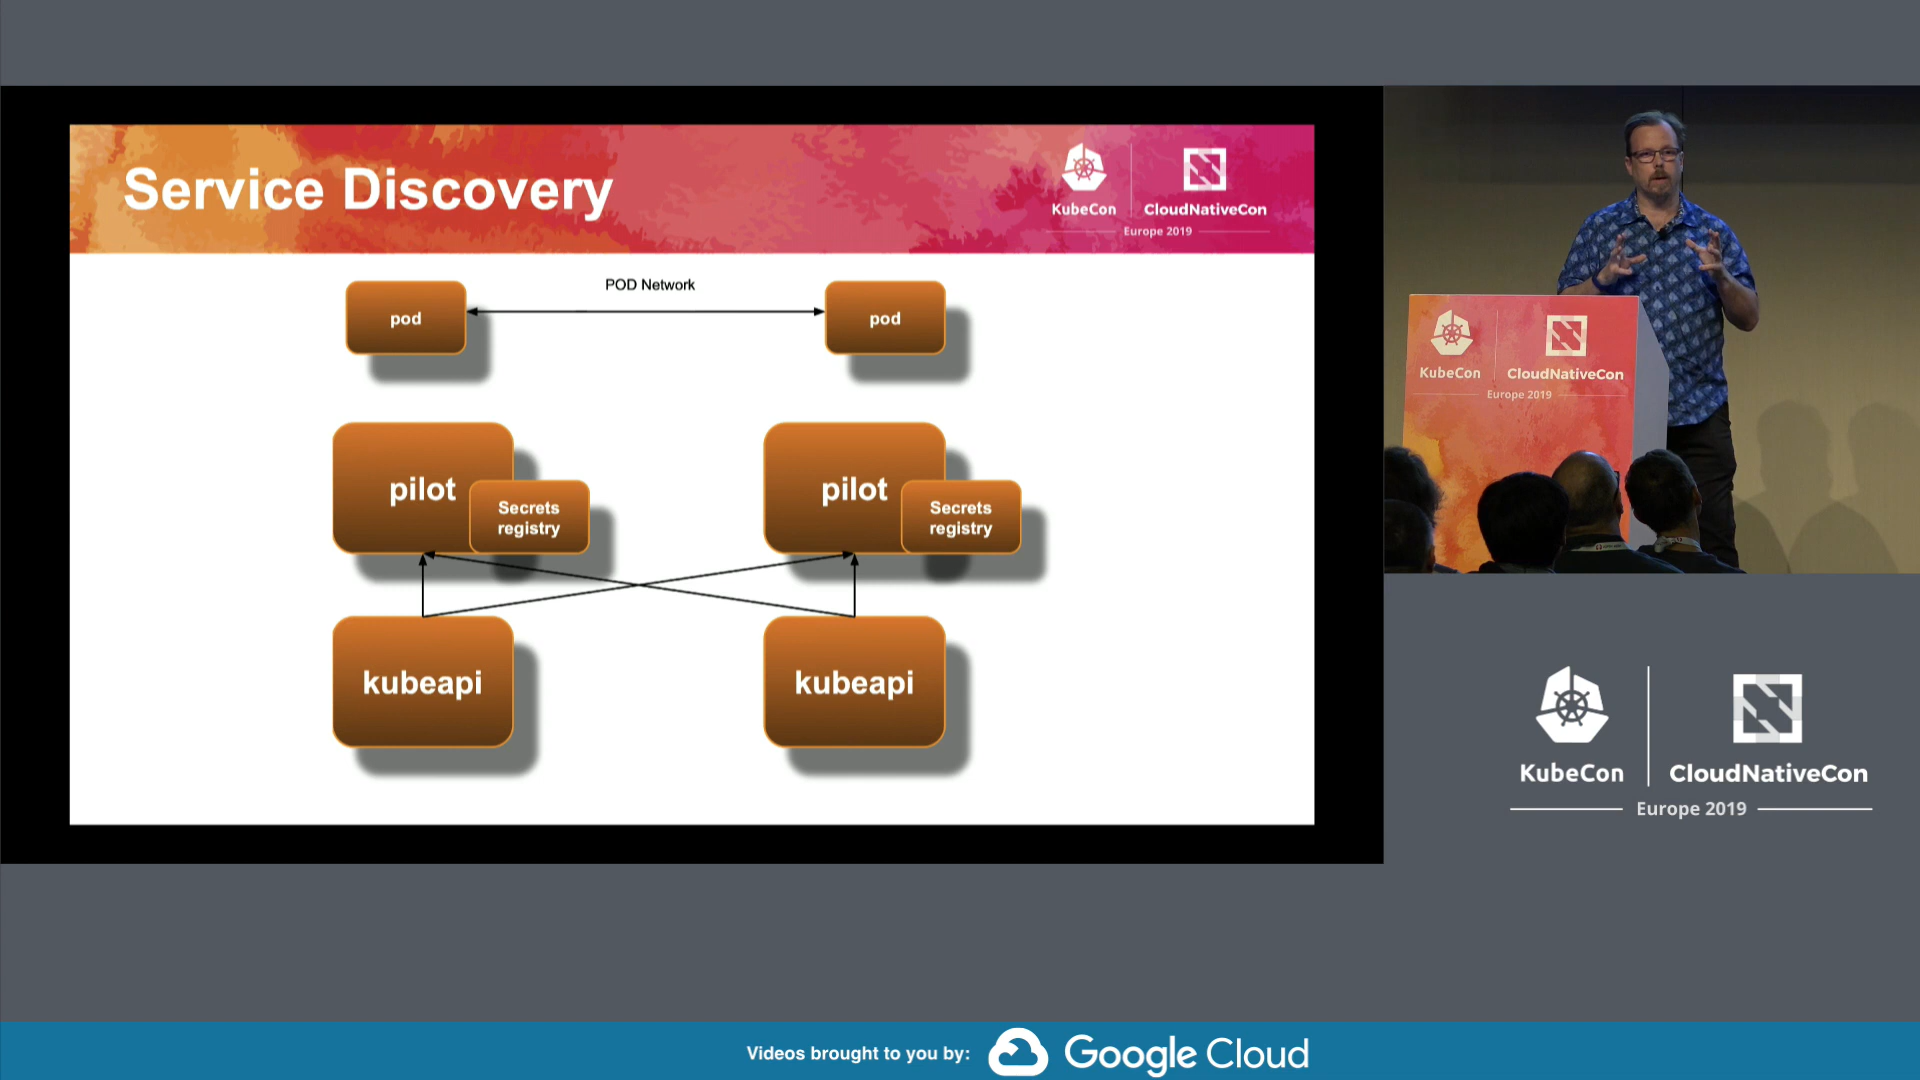 Service Discovery
KubeCon
CloudNativeCon
Europe 2019
POD Network
pod
pod
pilot
Secrets
registry
pilot
Secrets
registry
kubeapi
kubeapi
KubeCon
CloudNativeCon
Europe 2019
KubeCon
CloudNativeCon
Europe 2019
Videos brought to you by:
Google Cloud